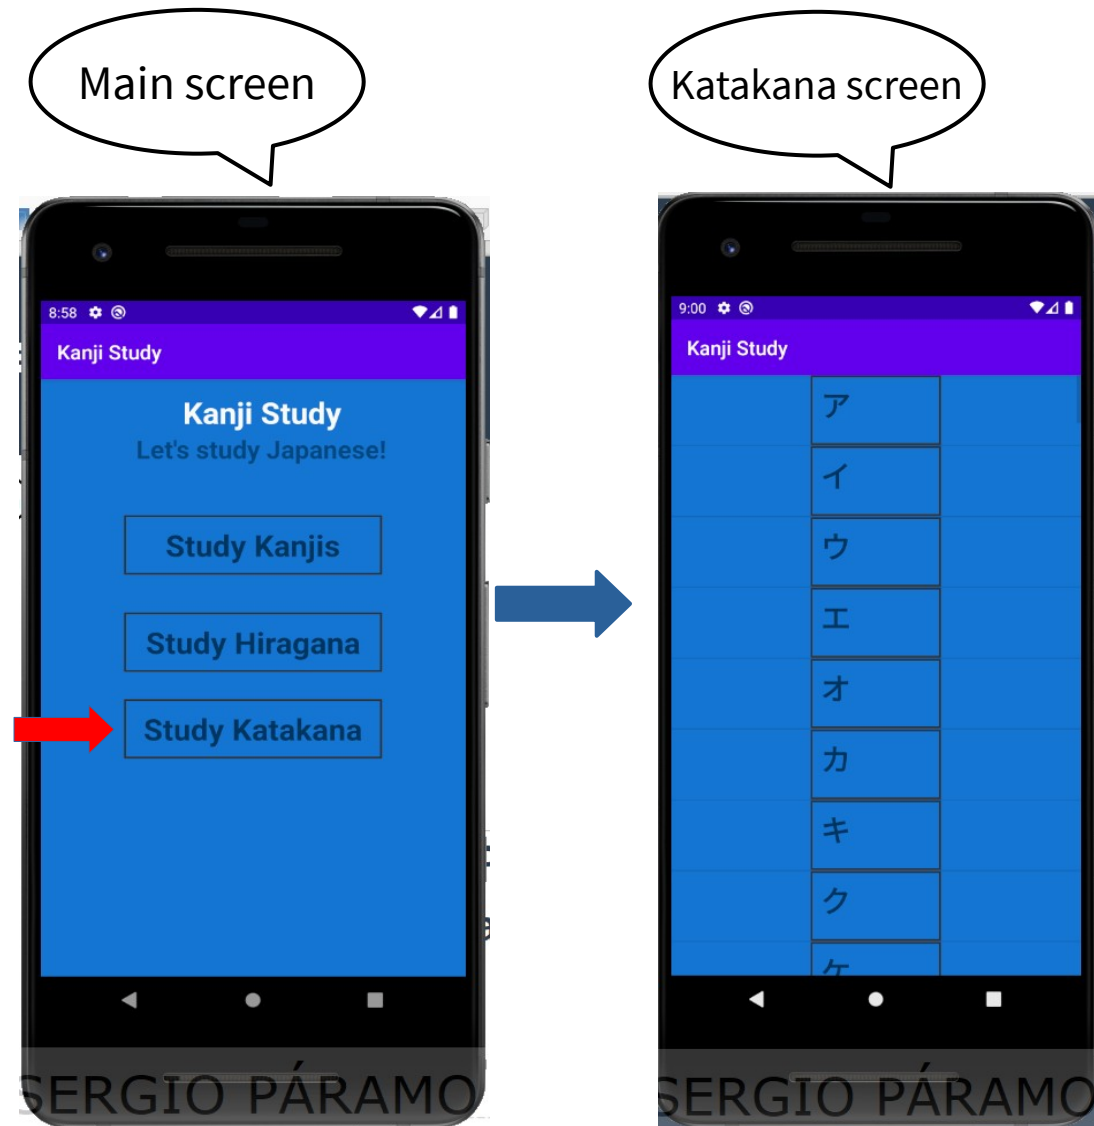 Main screen
Katakana screen
8:58
Kanji Study
Kanji Study
Let's study Japanese!
Study Kanjis
Study Hiragana
Study Katakana
SERGIO PÁRAMO
9:00
Kanji Study
ア
イ
ウ
エ
オ
カ
キ
ク
ケ
SERGIO PÁRAMO